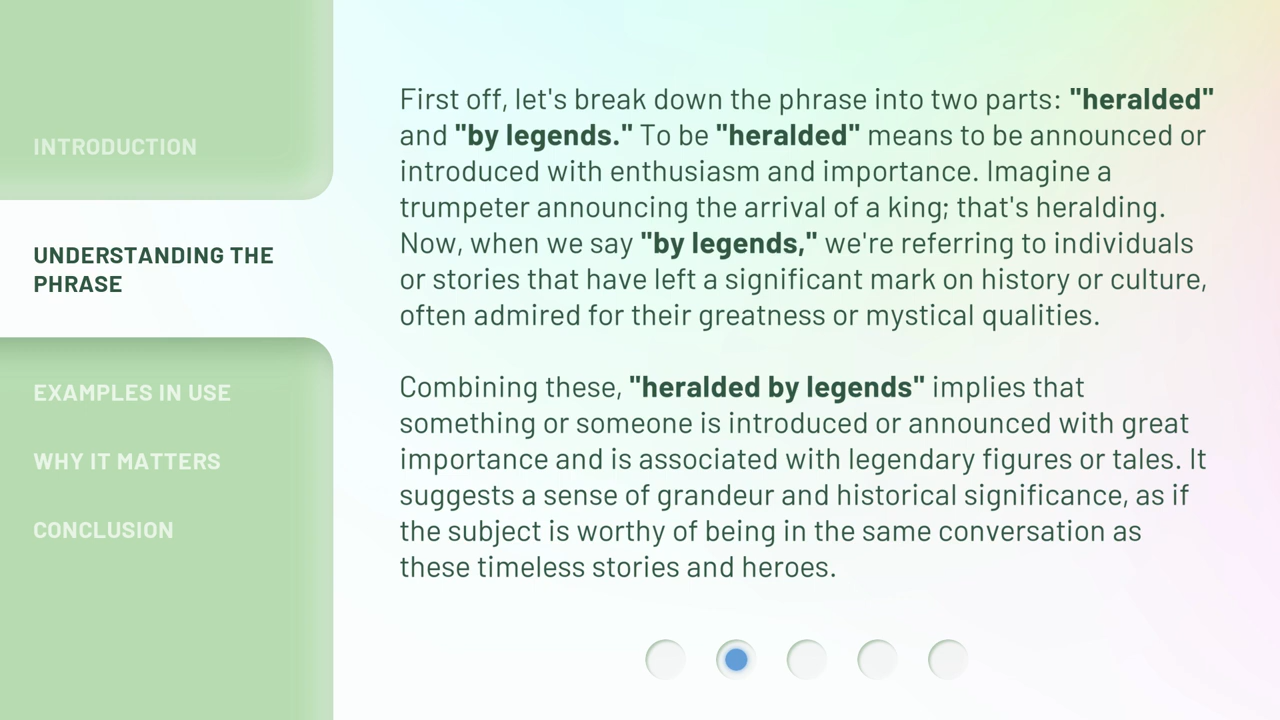 INTRODUCTION
UNDERSTANDING THE
PHRASE
EXAMPLES IN USE
WHY IT MATTERS
CONCLUSION
First off, let's break down the phrase into two parts: "heralded"
and "by legends." To be "heralded" means to be announced or
introduced with enthusiasm and importance. Imagine a
trumpeter announcing the arrival of a king; that's heralding.
Now, when we say "by legends," we're referring to individuals
or stories that have left a significant mark on history or culture,
often admired for their greatness or mystical qualities.
Combining these, "heralded by legends" implies that
something or someone is introduced or announced with great
importance and is associated with legendary figures or tales. It
suggests a sense of grandeur and historical significance, as if
the subject is worthy of being in the same conversation as
these timeless stories and heroes.